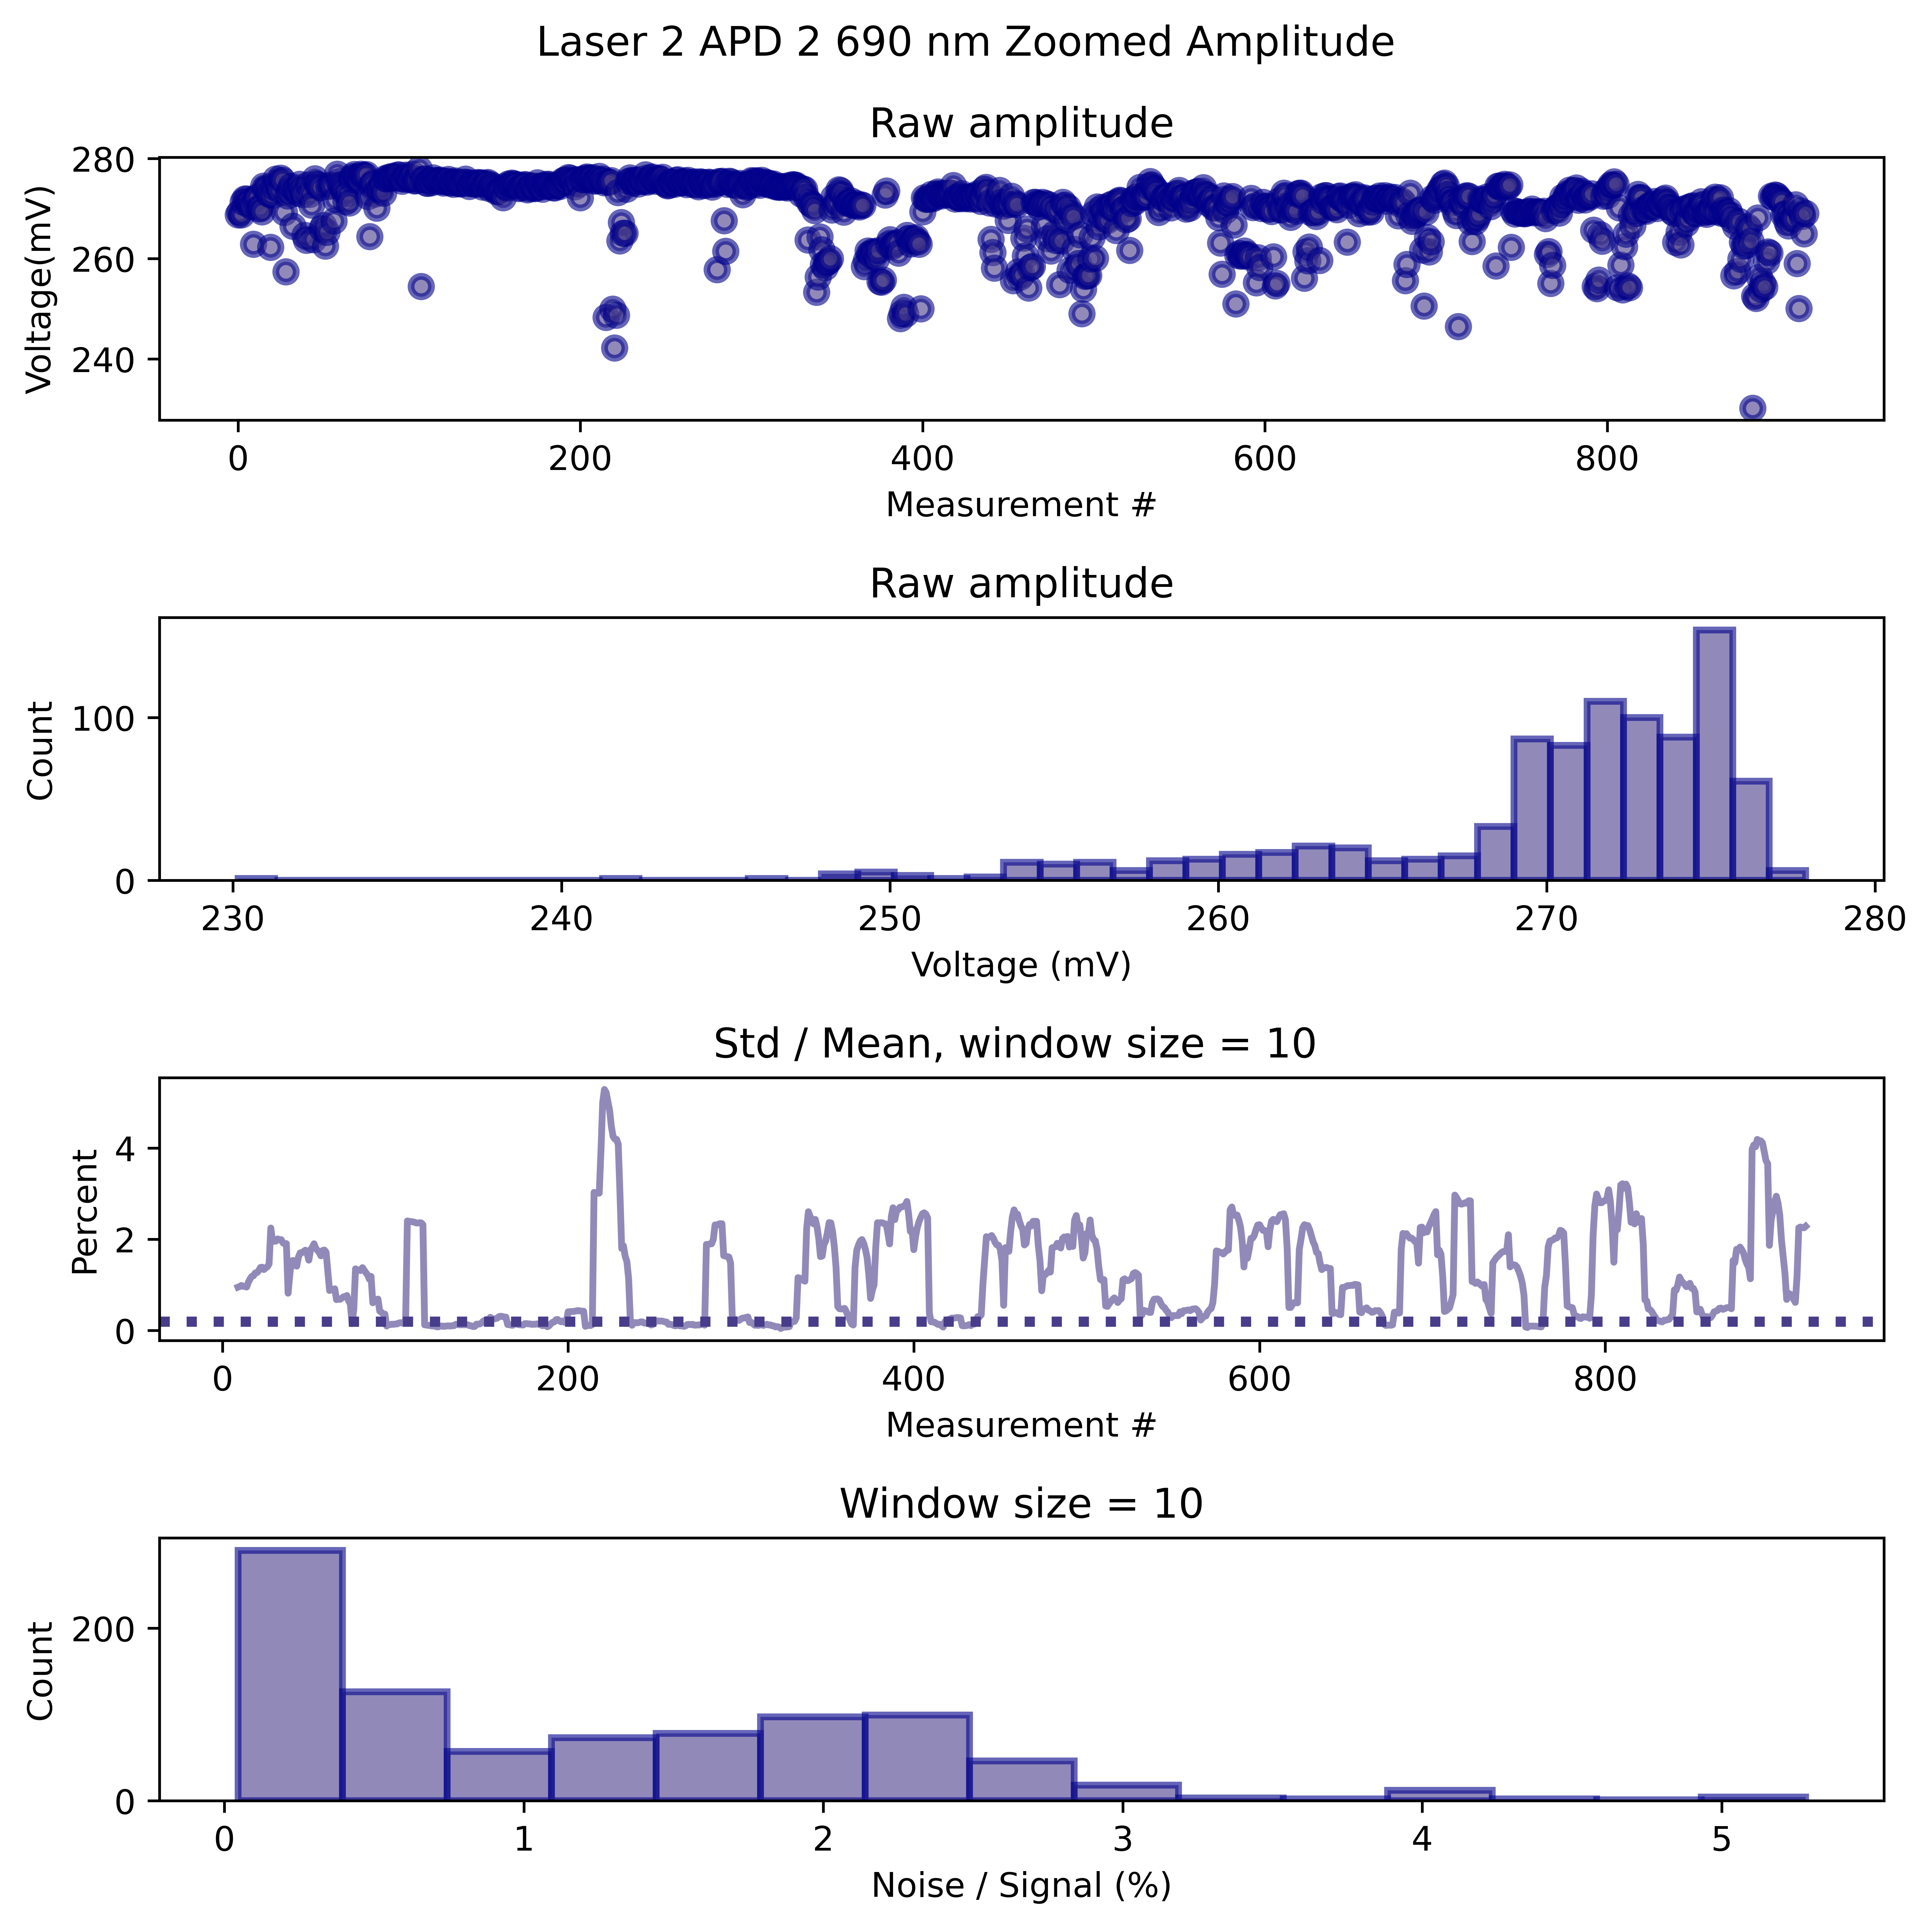 Laser 2 APD 2 690 nm Zoomed Amplitude
Raw amplitude
Voltage(mV)
280
260
240
0 200 400 600 800
Measurement #
Raw amplitude
Count
100
0
230 240 250 260 270 280
Voltage (mV)
Std / Mean, window size = 10
Percent
4
2
0
0 200 400 600 800
Measurement #
Window size = 10
Count
200
0
0 1 2 3 4 5
Noise / Signal (%)